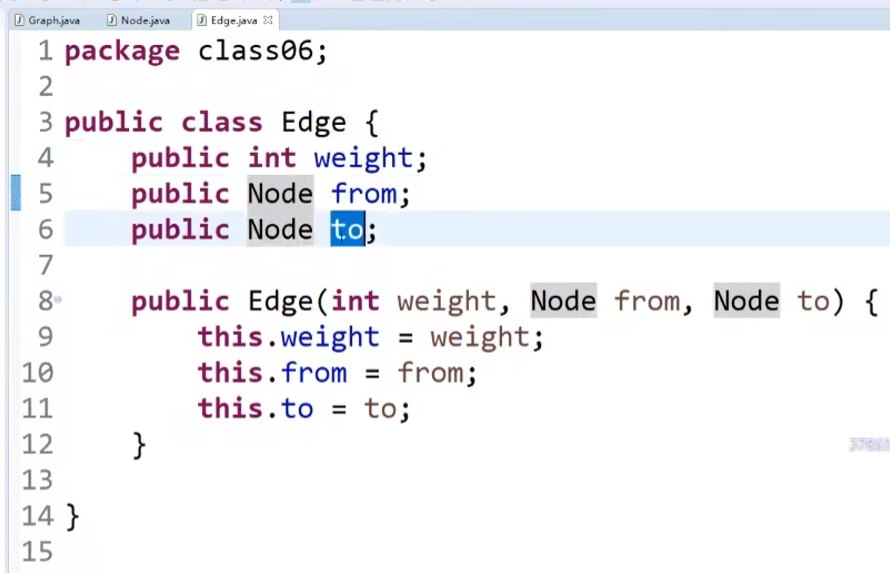 Graph.java Node.java Edge.java
1 package class06;
2
3 public class Edge {
4 public int weight;
5 public Node from;
6 public Node to;
7
8 public Edge(int weight, Node from, Node to) {
9 this.weight = weight;
10 this.from = from;
11 this.to = to;
12 }
13
14 }
15